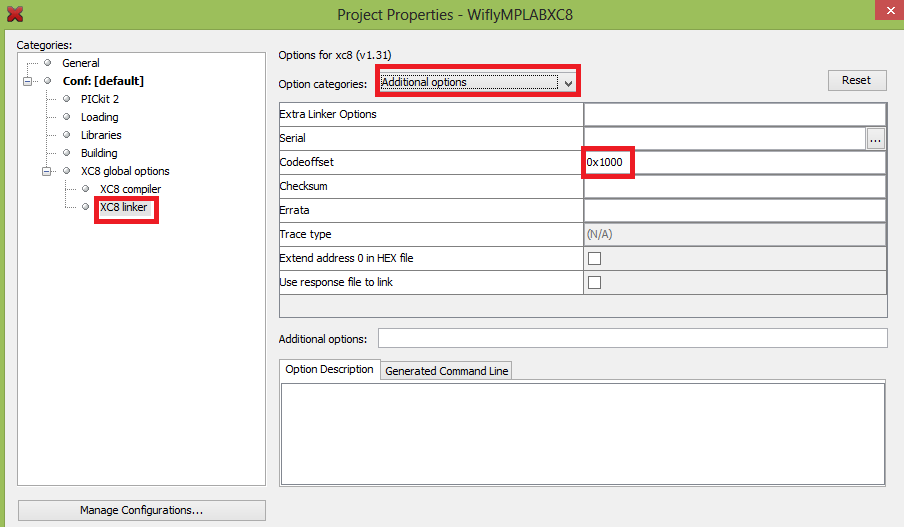 Project Properties - WiflyMPLABXC8
Categories:
General
Conf: [default]
PICkit 2
Loading
Libraries
Building
XC8 global options
XC8 compiler
XC8 linker
Manage Configurations...
Options for xc8 (v1.31)
Option categories: Additional options Reset
Extra Linker Options
Serial ...
Codeoffset 0x1000
Checksum
Errata
Trace type (N/A)
Extend address 0 in HEX file
Use response file to link
Additional options:
Option Description Generated Command Line